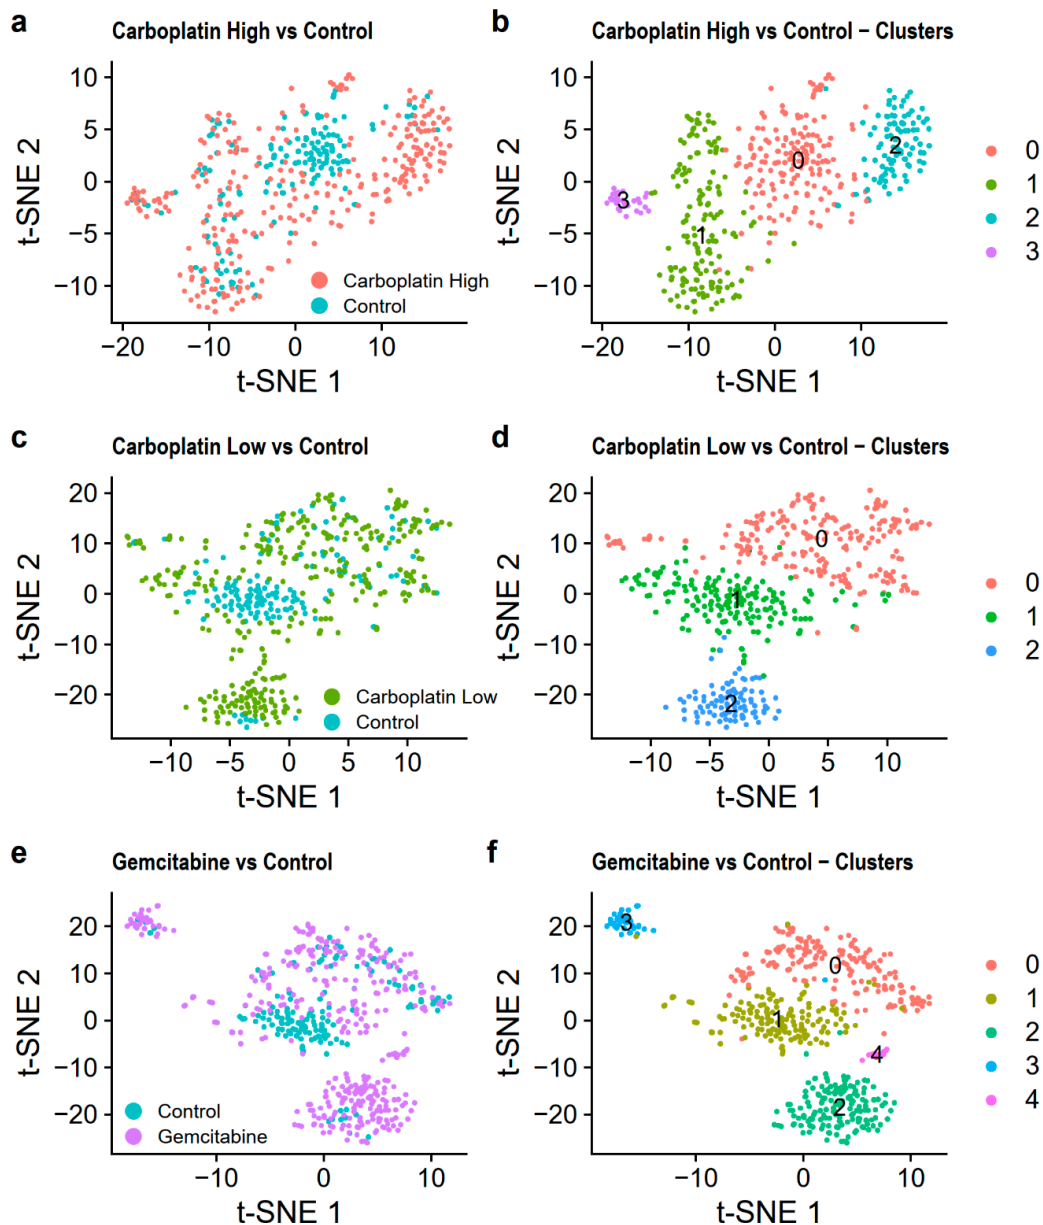 a
Carboplatin High vs Control
10
5
0
−5
−10
t-SNE 2
−20
−10
0
10
t-SNE 1
Carboplatin High
Control
b
Carboplatin High vs Control – Clusters
10
5
0
−5
−10
t-SNE 2
−20
−10
0
10
t-SNE 1
0
1
2
3
0
1
2
3
c
Carboplatin Low vs Control
20
10
0
−10
−20
t-SNE 2
−10
−5
0
5
10
t-SNE 1
Carboplatin Low
Control
d
Carboplatin Low vs Control – Clusters
20
10
0
−10
−20
t-SNE 2
−10
−5
0
5
10
t-SNE 1
0
1
2
0
1
2
e
Gemcitabine vs Control
20
10
0
−10
−20
t-SNE 2
−10
0
10
t-SNE 1
Control
Gemcitabine
f
Gemcitabine vs Control – Clusters
20
10
0
−10
−20
t-SNE 2
−10
0
10
t-SNE 1
3
0
1
4
2
0
1
2
3
4